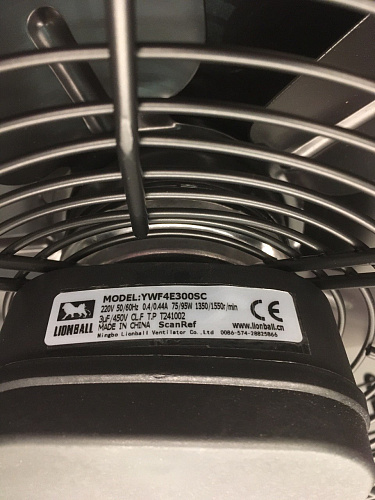 MODEL:YWF4E300SC
220V 50/60Hz 0.4/0.44A 75/95W 1350/1550r/min
3uF/450V CL.F T.P T241002
MADE IN CHINA ScanRef www.lionball.cn
Ningbo Lionball Ventilator Co.,Ltd 0086-574-28825866
LIONBALL
CE